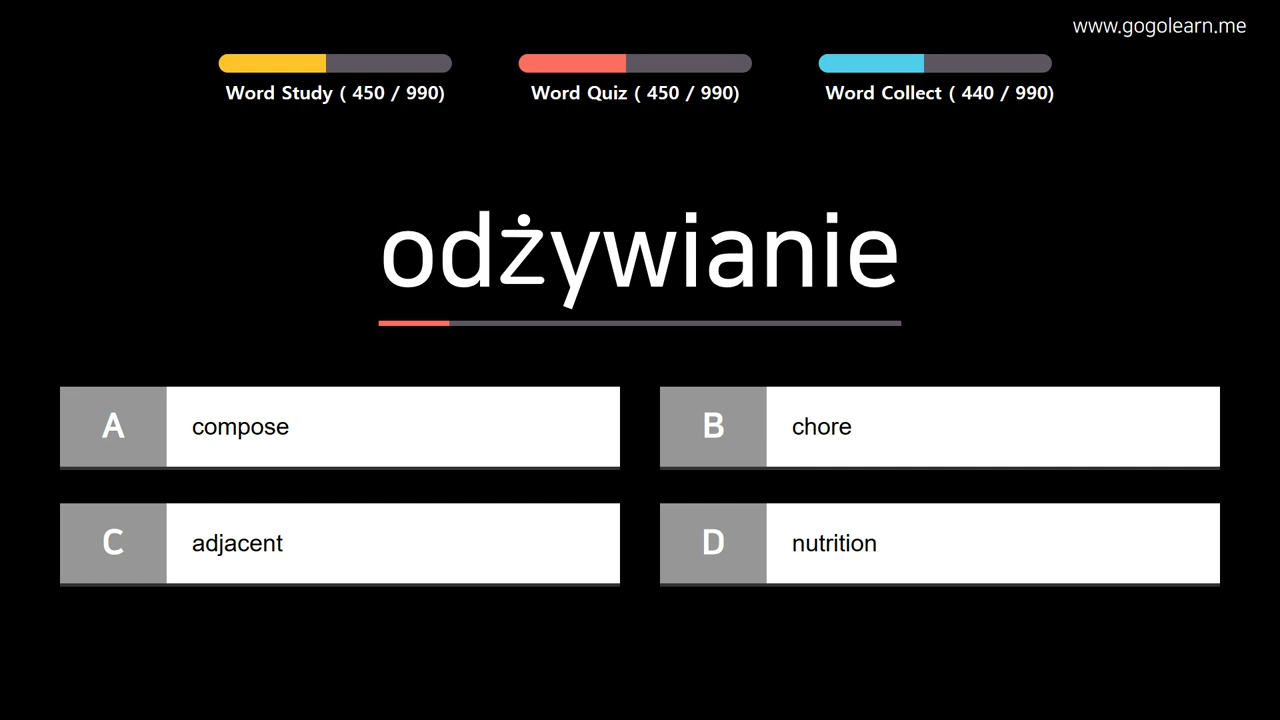 www.gogolearn.me
Word Study ( 450 / 990)
Word Quiz ( 450 / 990)
Word Collect ( 440 / 990)
odżywianie
A compose
B chore
C adjacent
D nutrition